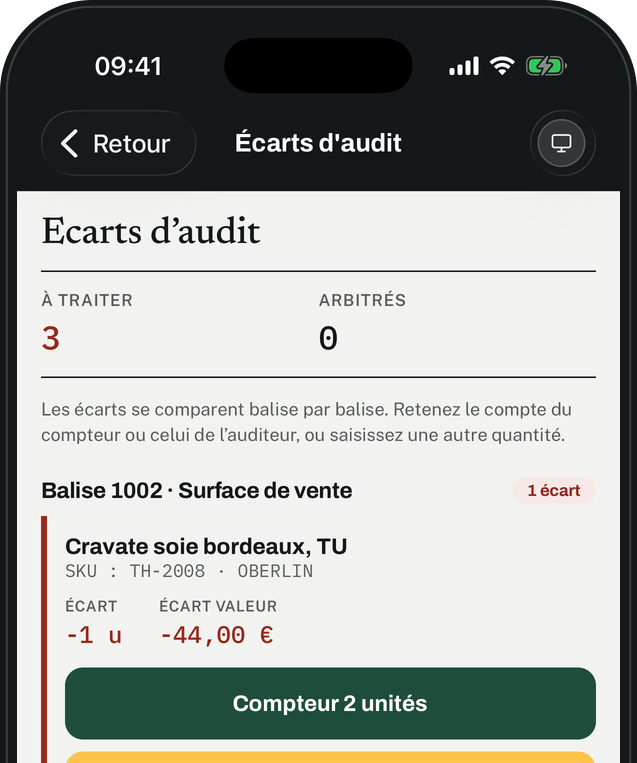 09:41
Retour
Écarts d'audit
Ecarts d’audit
À TRAITER
ARBITRÉS
3
0
Les écarts se comparent balise par balise. Retenez le compte du
compteur ou celui de l’auditeur, ou saisissez une autre quantité.
Balise 1002 · Surface de vente
1 écart
Cravate soie bordeaux, TU
SKU : TH-2008 · OBERLIN
ÉCART
ÉCART VALEUR
-1 u
-44,00 €
Compteur 2 unités